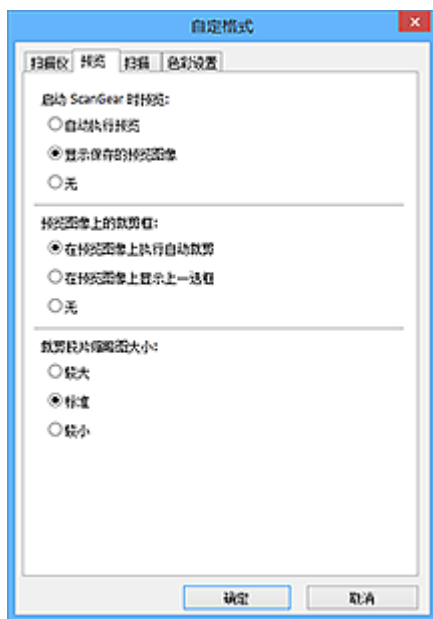 自定格式
扫描仪 预览 扫描 色彩设置
启动 ScanGear 时预览:
自动执行预览
显示保存的预览图像
无
预览图像上的裁剪框:
在预览图像上执行自动裁剪
在预览图像上显示上一选框
无
裁剪胶片缩略图大小:
较大
标准
较小
确定 取消